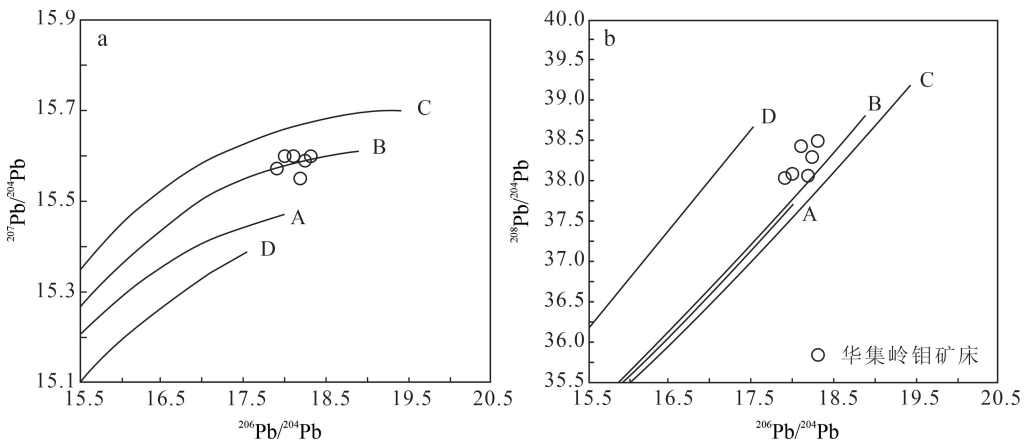 a
15.9
15.7
15.5
15.3
15.1
²⁰⁷Pb/²⁰⁴Pb
C
B
A
D
15.5 16.5 17.5 18.5 19.5 20.5
²⁰⁶Pb/²⁰⁴Pb
b
40.0
39.0
38.5
38.0
37.5
37.0
36.5
36.0
35.5
²⁰⁸Pb/²⁰⁴Pb
C
B
D
A
华集岭钼矿床
15.5 16.5 17.5 18.5 19.5 20.5
²⁰⁶Pb/²⁰⁴Pb